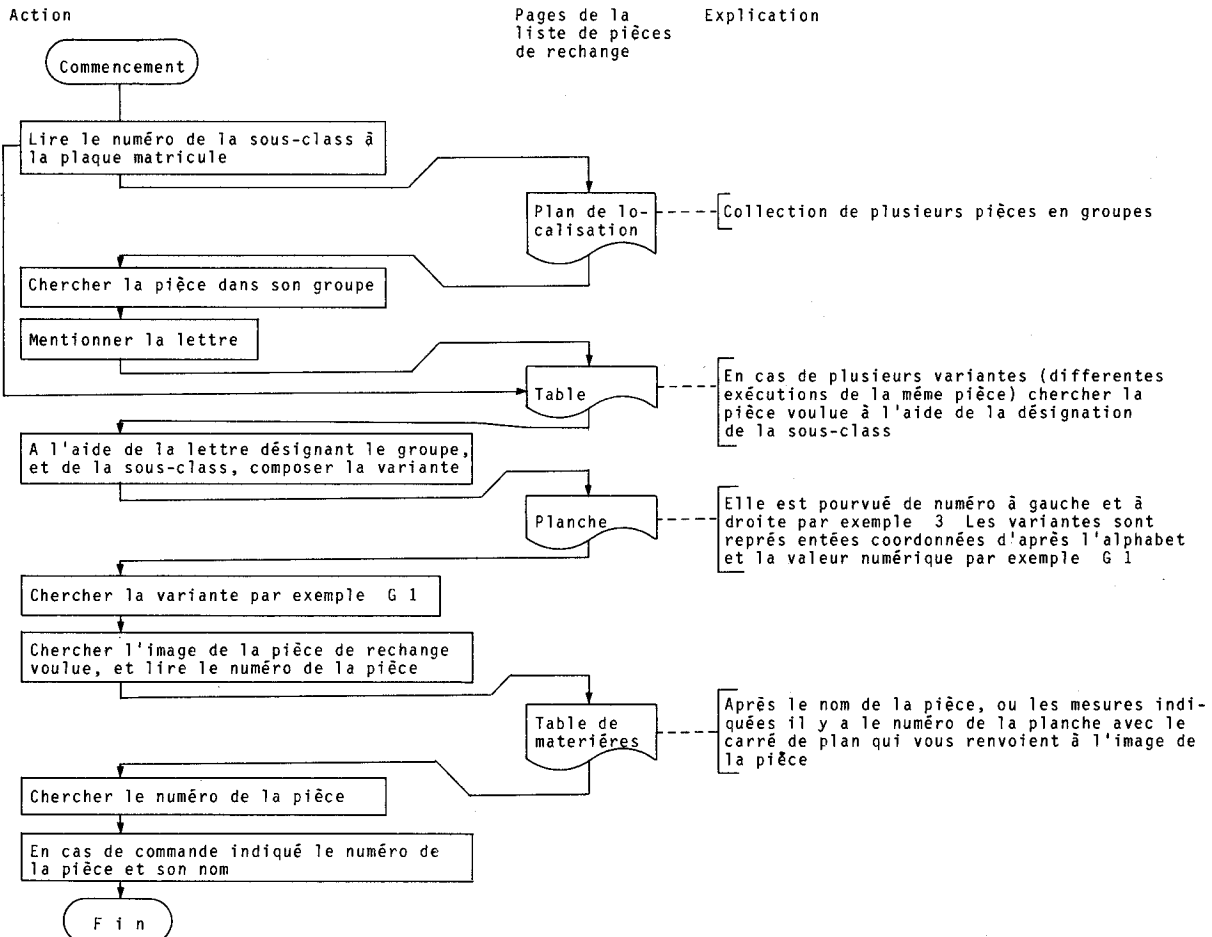 Action
Pages de la
liste de pièces
de rechange
Explication
Commencement
Lire le numéro de la sous-class à
la plaque matricule
Plan de lo-
calisation
Collection de plusieurs pièces en groupes
Chercher la pièce dans son groupe
Mentionner la lettre
Table
En cas de plusieurs variantes (differentes
exécutions de la méme pièce) chercher la
pièce voulue à l'aide de la désignation
de la sous-class
A l'aide de la lettre désignant le groupe,
et de la sous-class, composer la variante
Planche
Elle est pourvué de numéro à gauche et à
droite par exemple 3 Les variantes sont
représ entées coordonnées d'après l'alphabet
et la valeur numérique par exemple G 1
Chercher la variante par exemple G 1
Chercher l'image de la pièce de rechange
voulue, et lire le numéro de la pièce
Table de
materiéres
Après le nom de la pièce, ou les mesures indi-
quées il y a le numéro de la planche avec le
carré de plan qui vous renvoient à l'image de
la pièce
Chercher le numéro de la pièce
En cas de commande indiqué le numéro de
la pièce et son nom
F i n